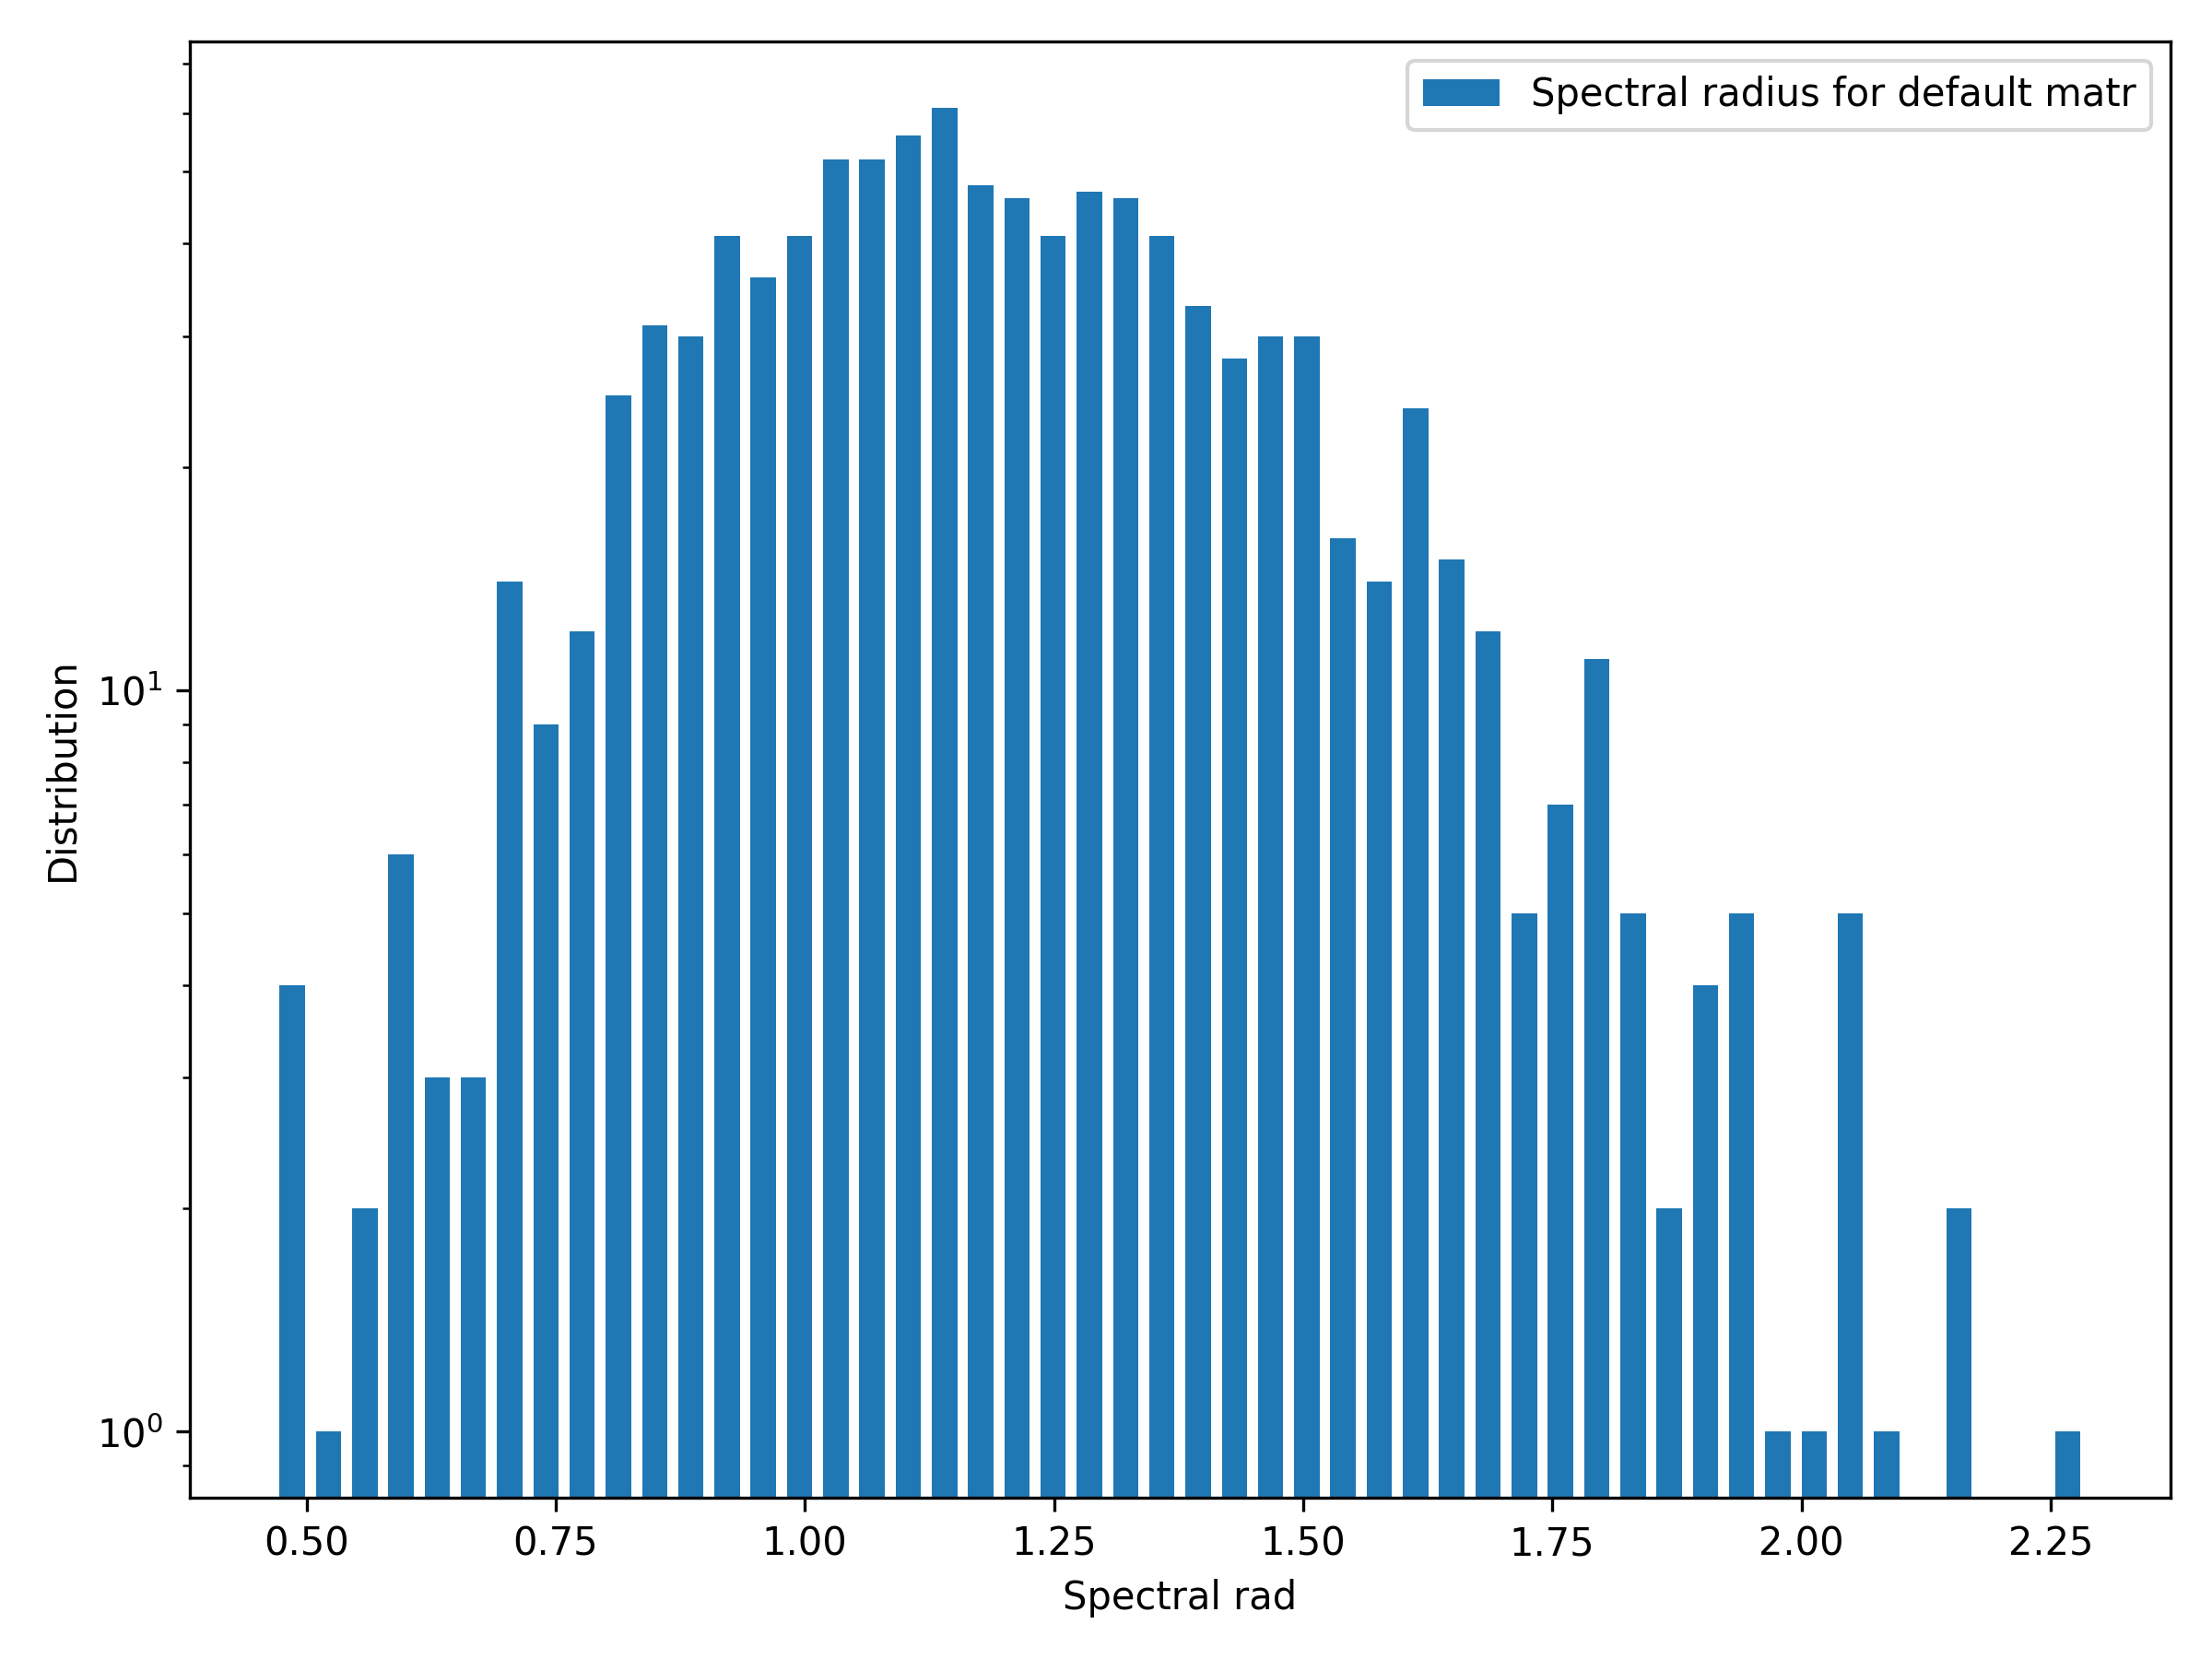 Spectral radius for default matr
Distribution
10¹
10⁰
0.50 0.75 1.00 1.25 1.50 1.75 2.00 2.25
Spectral rad